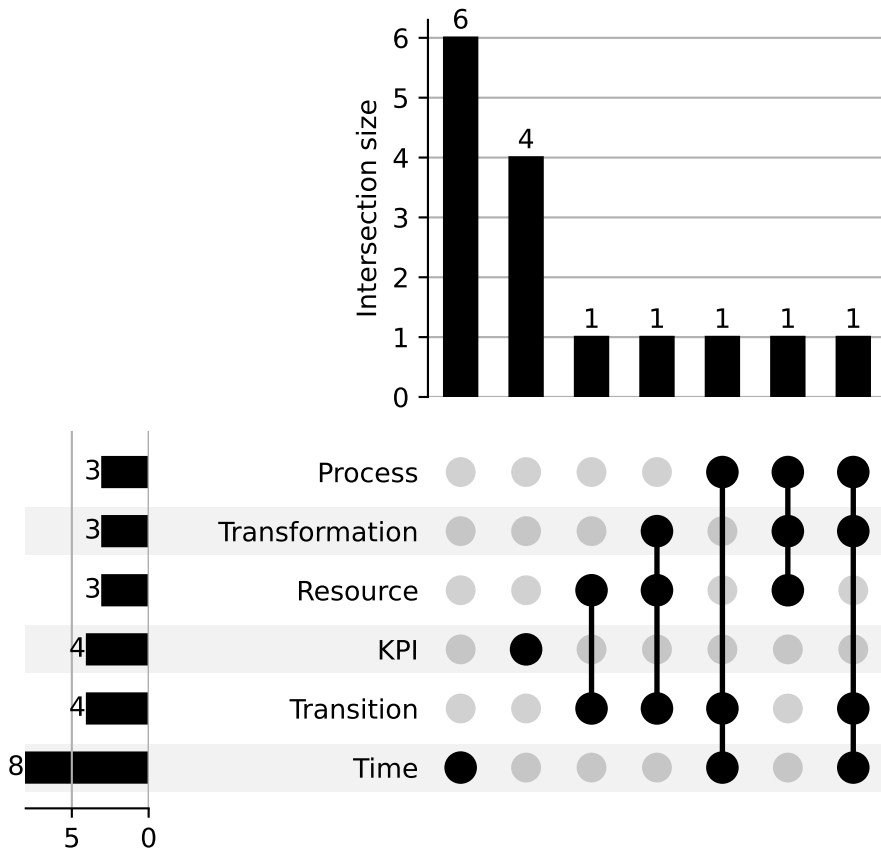 6
4
1 1 1 1 1
Intersection size
6
5
4
3
2
1
0
3 Process
3 Transformation
3 Resource
4 KPI
4 Transition
8 Time
5 0